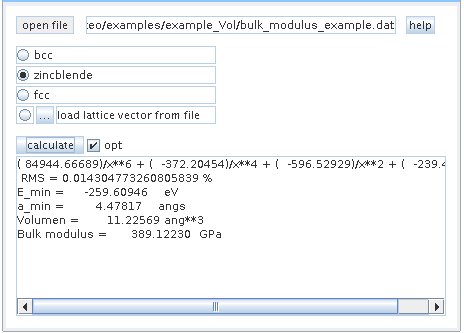 open file :eo/examples/example_Vol/bulk_modulus_example.dat help
bcc
zincblende
fcc
... load lattice vector from file
calculate opt
( 84944.66689)/x**6 + ( -372.20454)/x**4 + ( -596.52929)/x**2 + ( -239.4
RMS = 0.014304773260805839 %
E_min = -259.60946 eV
a_min = 4.47817 angs
Volumen = 11.22569 ang**3
Bulk modulus = 389.12230 GPa